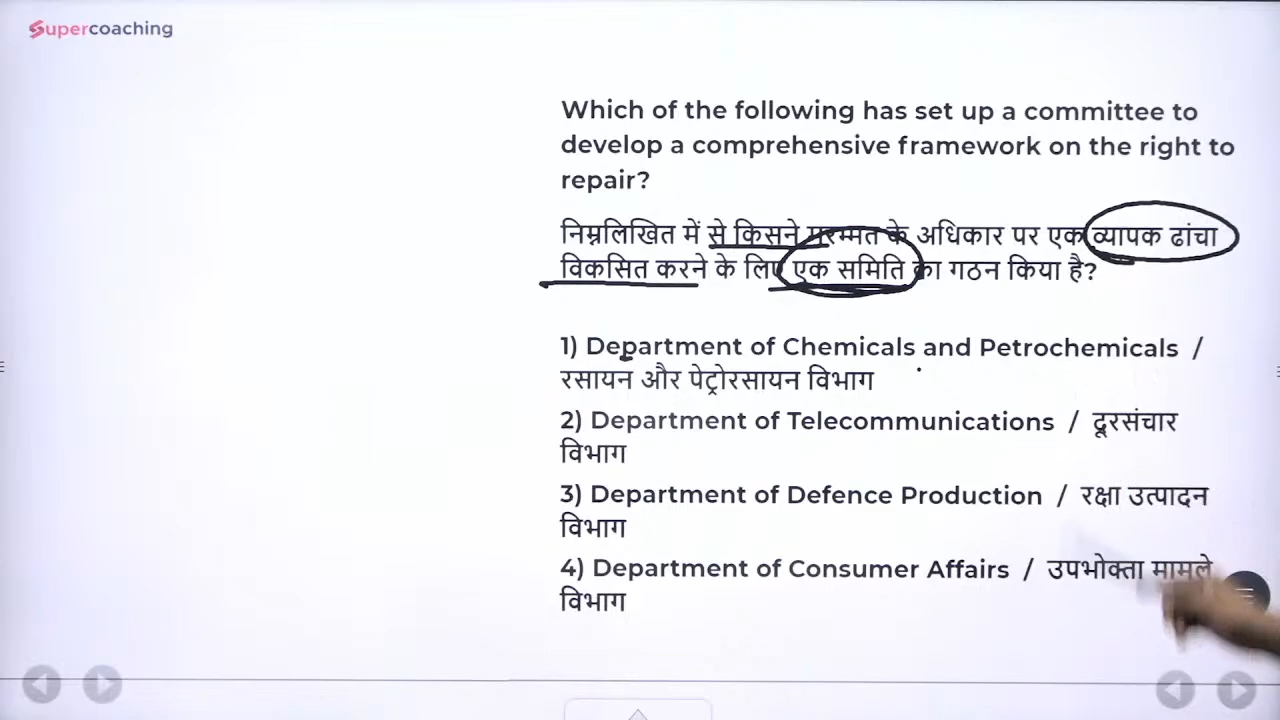 Supercoaching
Which of the following has set up a committee to
develop a comprehensive framework on the right to
repair?
निम्नलिखित में से किसने मरम्मत के अधिकार पर एक व्यापक ढांचा
विकसित करने के लिए एक समिति का गठन किया है?
1) Department of Chemicals and Petrochemicals /
रसायन और पेट्रोरसायन विभाग
2) Department of Telecommunications / दूरसंचार
विभाग
3) Department of Defence Production / रक्षा उत्पादन
विभाग
4) Department of Consumer Affairs / उपभोक्ता मामले
विभाग